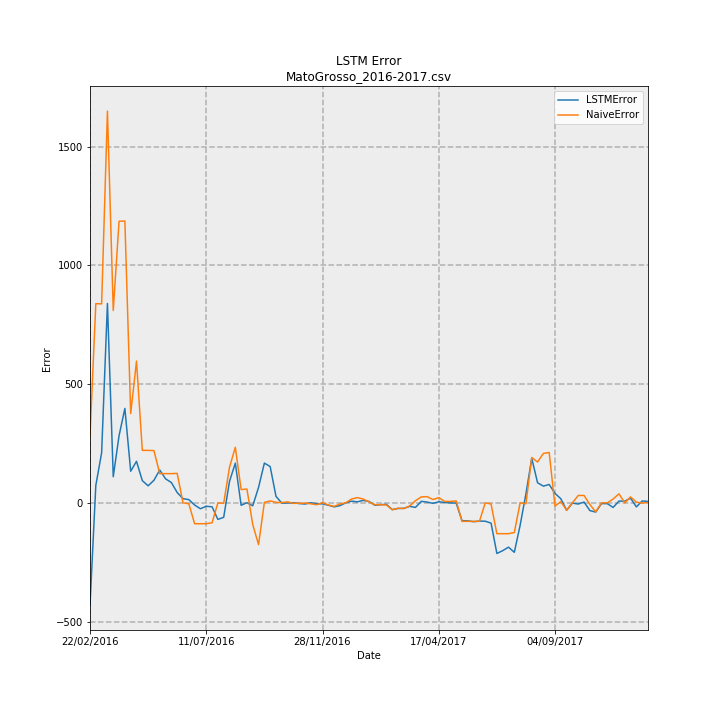 LSTM Error
MatoGrosso_2016-2017.csv
LSTMError
NaiveError
1500
1000
500
0
−500
Error
22/02/2016 11/07/2016 28/11/2016 17/04/2017 04/09/2017
Date